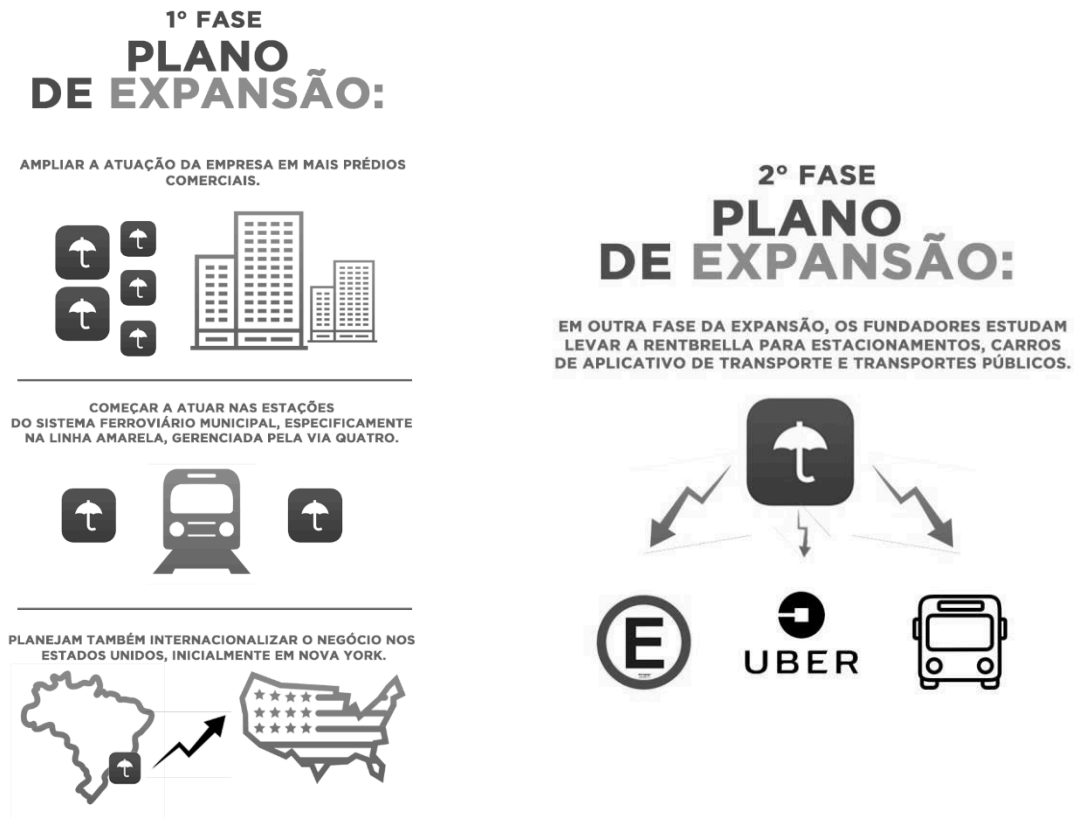 1º FASE
PLANO
DE EXPANSÃO:
AMPLIAR A ATUAÇÃO DA EMPRESA EM MAIS PRÉDIOS
COMERCIAIS.
COMEÇAR A ATUAR NAS ESTAÇÕES
DO SISTEMA FERROVIÁRIO MUNICIPAL, ESPECIFICAMENTE
NA LINHA AMARELA, GERENCIADA PELA VIA QUATRO.
PLANEJAM TAMBÉM INTERNACIONALIZAR O NEGÓCIO NOS
ESTADOS UNIDOS, INICIALMENTE EM NOVA YORK.
2º FASE
PLANO
DE EXPANSÃO:
EM OUTRA FASE DA EXPANSÃO, OS FUNDADORES ESTUDAM
LEVAR A RENTBRELLA PARA ESTACIONAMENTOS, CARROS
DE APLICATIVO DE TRANSPORTE E TRANSPORTES PÚBLICOS.
E
UBER